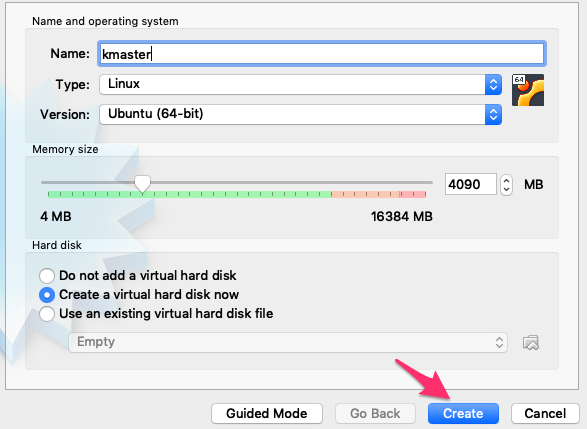 Name and operating system
Name: kmaster
64
Type: Linux
Version: Ubuntu (64-bit)
Memory size
4090 MB
4 MB 16384 MB
Hard disk
Do not add a virtual hard disk
Create a virtual hard disk now
Use an existing virtual hard disk file
Empty
Guided Mode Go Back Create Cancel